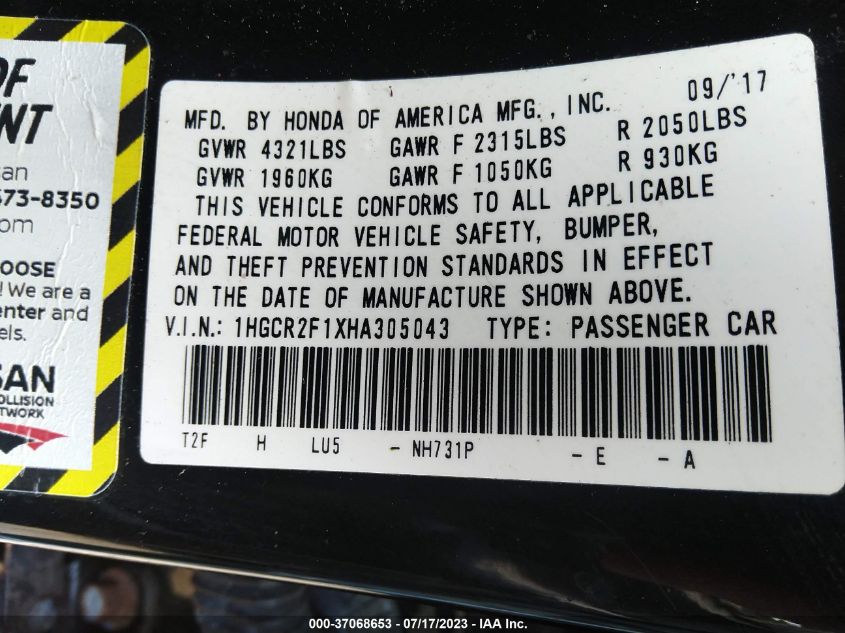 OF
NT
san
573-8350
om
OOSE
! We are a
enter and
els.
SAN
OLLISION
TWORK
09/'17
MFD. BY HONDA OF AMERICA MFG., INC.
GVWR 4321LBS GAWR F 2315LBS R 2050LBS
GVWR 1960KG GAWR F 1050KG R 930KG
THIS VEHICLE CONFORMS TO ALL APPLICABLE
FEDERAL MOTOR VEHICLE SAFETY, BUMPER,
AND THEFT PREVENTION STANDARDS IN EFFECT
ON THE DATE OF MANUFACTURE SHOWN ABOVE.
V.I.N.: 1HGCR2F1XHA305043 TYPE: PASSENGER CAR
T2F H LU5 - NH731P - E - A
000-37068653 - 07/17/2023 - IAA Inc.